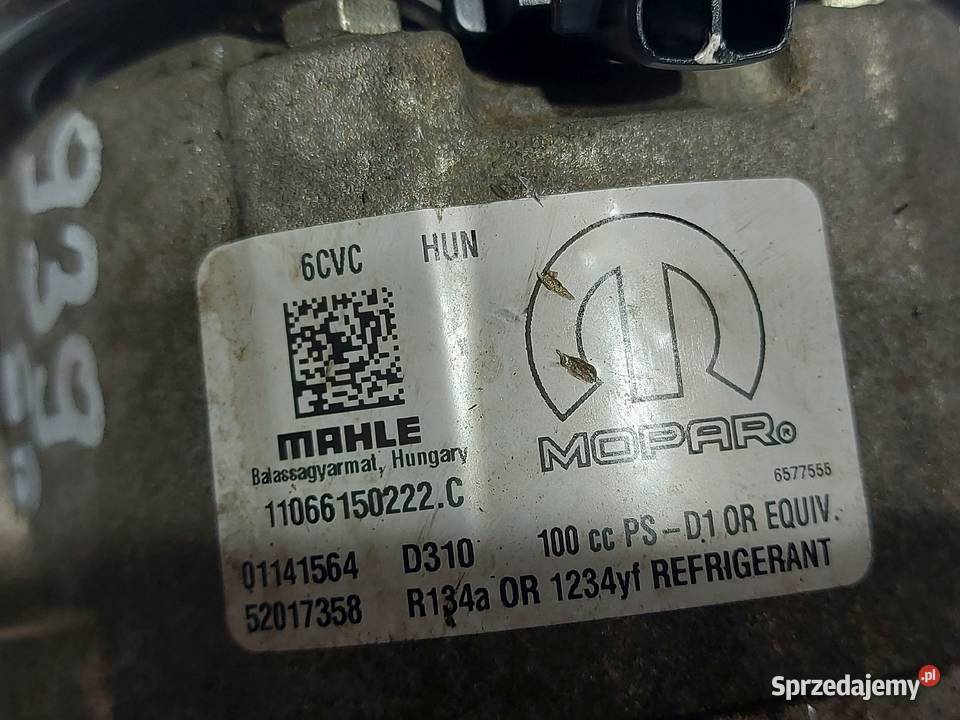 6CVC HUN
MAHLE
Balassagyarmat, Hungary
11066150222.C
MOPAR®
6577555
01141564 D310 100 cc PS-D1 OR EQUIV.
52017358 R134a OR 1234yf REFRIGERANT
Sprzedajemy.pl